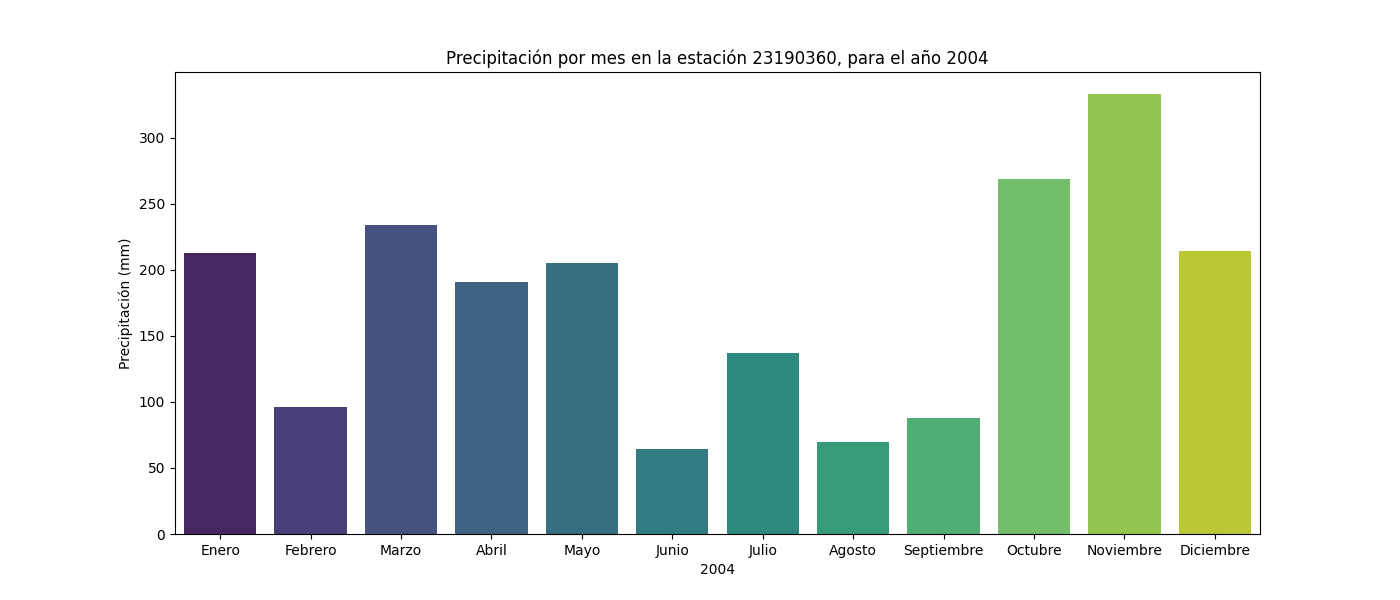 Precipitación por mes en la estación 23190360, para el año 2004
Precipitación (mm)
300
250
200
150
100
50
0
Enero Febrero Marzo Abril Mayo Junio Julio Agosto Septiembre Octubre Noviembre Diciembre
2004